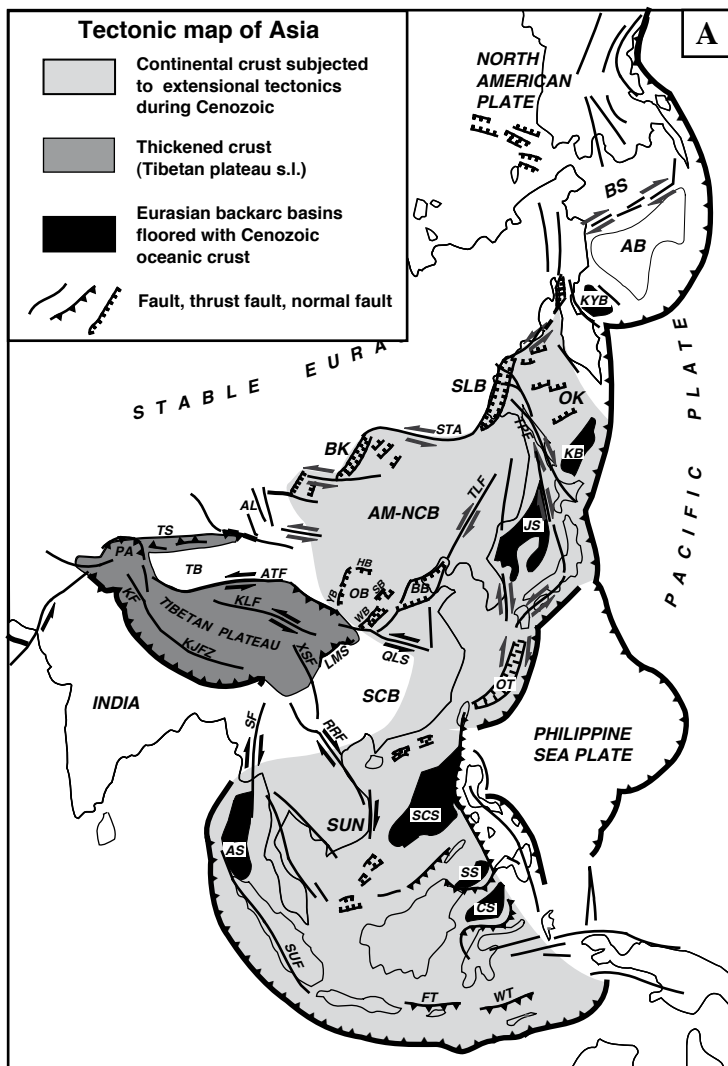 Tectonic map of Asia
Continental crust subjected
to extensional tectonics
during Cenozoic
Thickened crust
(Tibetan plateau s.l.)
Eurasian backarc basins
floored with Cenozoic
oceanic crust
Fault, thrust fault, normal fault
A
NORTH
AMERICAN
PLATE
BS
AB
KYB
PACIFIC PLATE
STABLE EURA
SLB
OK
STA
TPF
BK
KB
AL
AM-NCB
TLF
JS
TS
PA
TB
ATF
HB
YB
OB
SB
BB
WB
KF
KLF
TIBETAN PLATEAU
KJFZ
XSF
LMS
QLS
OT
INDIA
SCB
SF
RRF
PHILIPPINE
SEA PLATE
SUN
SCS
AS
SS
CS
SUF
FT
WT